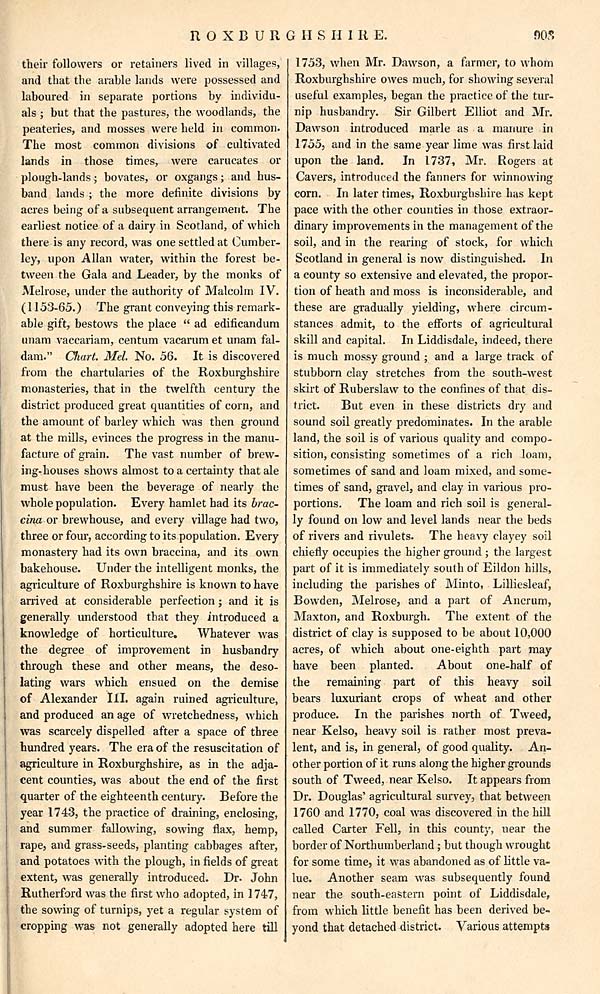 ROXBURGHSHIRE.
903
their followers or retainers lived in villages,
and that the arable lands were possessed and
laboured in separate portions by individu-
als ; but that the pastures, the woodlands, the
peateries, and mosses were held in common.
The most common divisions of cultivated
lands in those times, were carucates or
plough-lands ; bovates, or oxgangs ; and hus-
band lands ; the more definite divisions by
acres being of a subsequent arrangement. The
earliest notice of a dairy in Scotland, of which
there is any record, was one settled at Cumber-
ley, upon Allan water, within the forest be-
tween the Gala and Leader, by the monks of
Melrose, under the authority of Malcolm IV.
(1153-65.) The grant conveying this remark-
able gift, bestows the place “ ad edificandum
unam vaccariam, centum vacarum et unam fal-
dam.” Chart. Mel. No. 56. It is discovered
from the chartularies of the Roxburghshire
monasteries, that in the twelfth century the
district produced great quantities of corn, and
the amount of barley which was then ground
at the mills, evinces the progress in the manu-
facture of grain. The vast number of brew-
ing-houses shows almost to a certainty that ale
must have been the beverage of nearly the
whole population. Every hamlet had its brac-
cina or brewhouse, and every village had two,
three or four, according to its population. Every
monastery had its own braccina, and its own
bakehouse. Under the intelligent monks, the
agriculture of Roxburghshire is known to have
arrived at considerable perfection ; and it is
generally understood that they introduced a
knowledge of horticulture. Whatever was
the degree of improvement in husbandry
through these and other means, the deso-
lating wars which ensued on the demise
of Alexander III. again ruined agriculture,
and produced an age of wretchedness, which
was scarcely dispelled after a space of three
hundred years. The era of the resuscitation of
agriculture in Roxburghshire, as in the adja-
cent counties, was about the end of the first
quarter of the eighteenth century. Before the
year 1743, the practice of draining, enclosing,
and summer fallowing, sowing flax, hemp,
rape, and grass-seeds, planting cabbages after,
and potatoes with the plough, in fields of great
extent, was generally introduced. Dr. John
Rutherford was the first who adopted, in 1747,
the sowing of turnips, yet a regular system of
cropping was not generally adopted here till
1753, when Mr. Dawson, a farmer, to whom
Roxburghshire owes much, for showing several
useful examples, began the practice of the tur-
nip husbandry. Sir Gilbert Elliot and Mr.
Dawson introduced marle as a manure in
1755, and in the same year lime was first laid
upon the land. In 1737, Mr. Rogers at
Cavers, introduced the fanners for winnowing
corn. In later times, Roxburghshire has kept
pace with the other counties in those extraor-
dinary improvements in the management of the
soil, and in the rearing of stock, for which
Scotland in general is now distinguished. In
a county so extensive and elevated, the propor-
tion of heath and moss is inconsiderable, and
these are gradually yielding, where circum-
stances admit, to the efforts of agricultural
skill and capital. In Liddisdale, indeed, there
is much mossy ground ; and a large track of
stubborn clay stretches from the south-west
skirt of Ruberslaw to the confines of that dis-
trict. But even in these districts dry and
sound soil greatly predominates. In the arable
land, the soil is of various quality and compo-
sition, consisting sometimes of a rich loam,
sometimes of sand and loam mixed, and some-
times of sand, gravel, and clay in various pro-
portions. The loam and rich soil is general-
ly found on low and level lands near the beds
of rivers and rivulets. The heavy clayey soil
chiefly occupies the higher ground ; the largest
part of it is immediately south of Eildon hills,
including the parishes of Minto, Lilliesleaf,
Bowden, Melrose, and a part of Ancrum,
Maxton, and Roxburgh. The extent of the
district of clay is supposed to be about 10,000
acres, of which about one-eighth part may
have been planted. About one-half of
the remaining part of this heavy soil
bears luxuriant crops of wheat and other
produce. In the parishes north of Tweed,
near Kelso, heavy soil is rather most preva-
lent, and is, in general, of good quality. An-
other portion of it runs along the higher grounds
south of Tweed, near Kelso. It appears from
Dr. Douglas' agricultural survey, that between
1760 and 1770, coal was discovered in the hill
called Carter Fell, in this county, near the
border of Northumberland ; but though wrought
for some time, it was abandoned as of little va-
lue. Another seam was subsequently found
near the south-eastern point of Liddisdale,
from which little benefit has been derived be-
yond that detached district. Various attempts